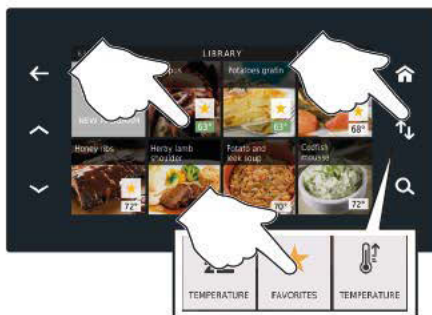 LIBRARY
Potatoes gratin
63°
63°
68°
Honey ribs
Herby lamb
shoulder
Potato and
leek soup
Codfish
mousse
72°
70°
72°
TEMPERATURE
FAVORITES
TEMPERATURE